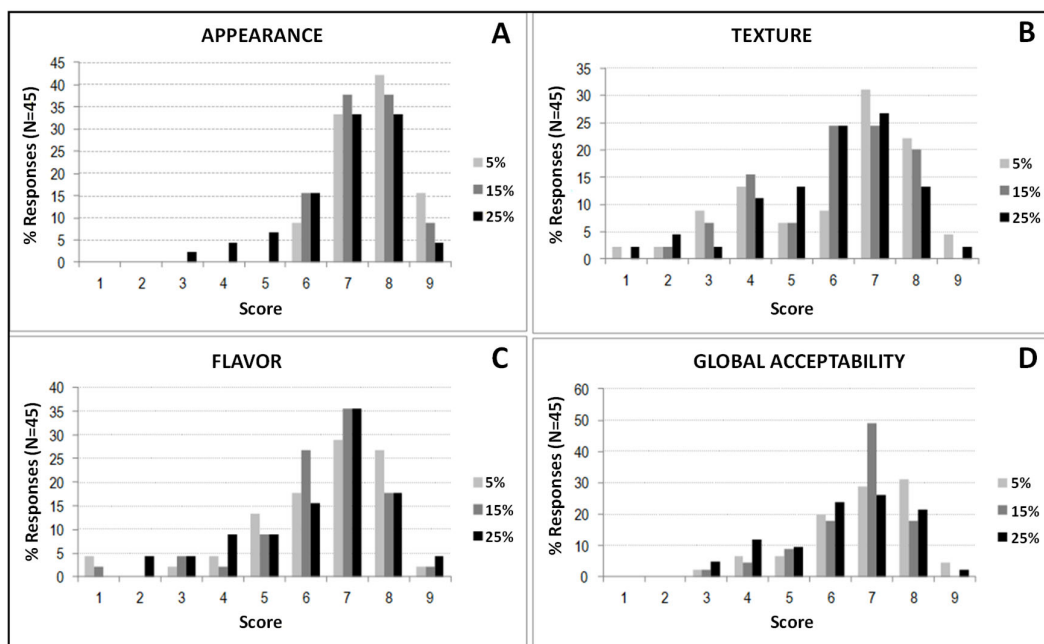 APPEARANCE A
% Responses (N=45)
45
40
35
30
25
20
15
10
5
0
1 2 3 4 5 6 7 8 9
Score
5%
15%
25%
TEXTURE B
% Responses (N=45)
35
30
25
20
15
10
5
0
1 2 3 4 5 6 7 8 9
Score
5%
15%
25%
FLAVOR C
% Responses (N=45)
40
35
30
25
20
15
10
5
0
1 2 3 4 5 6 7 8 9
Score
5%
15%
25%
GLOBAL ACCEPTABILITY D
% Responses (N=45)
60
50
40
30
20
10
0
1 2 3 4 5 6 7 8 9
Score
5%
15%
25%